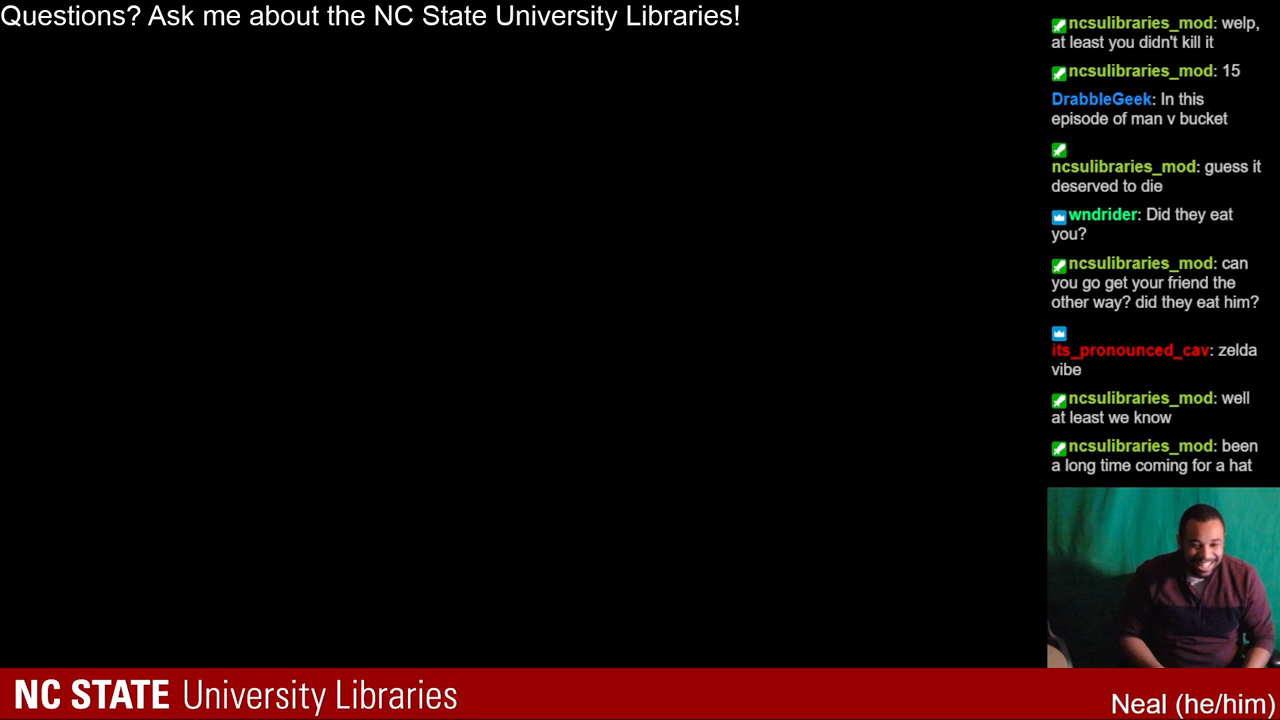 Questions? Ask me about the NC State University Libraries!
ncsulibraries_mod: welp,
at least you didn't kill it
ncsulibraries_mod: 15
DrabbleGeek: In this
episode of man v bucket
ncsulibraries_mod: guess it
deserved to die
wndrider: Did they eat
you?
ncsulibraries_mod: can
you go get your friend the
other way? did they eat him?
its_pronounced_cav: zelda
vibe
ncsulibraries_mod: well
at least we know
ncsulibraries_mod: been
a long time coming for a hat
NC STATE University Libraries
Neal (he/him)